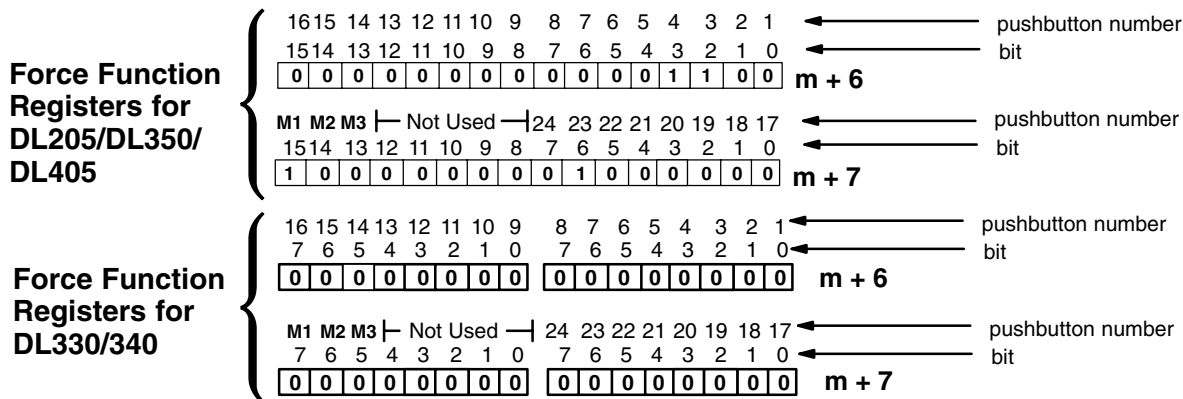 Force Function
Registers for
DL205/DL350/
DL405
16 15 14 13 12 11 10 9 8 7 6 5 4 3 2 1 pushbutton number
15 14 13 12 11 10 9 8 7 6 5 4 3 2 1 0 bit
0 0 0 0 0 0 0 0 0 0 0 0 1 1 0 0 m + 6
M1 M2 M3 Not Used 24 23 22 21 20 19 18 17 pushbutton number
15 14 13 12 11 10 9 8 7 6 5 4 3 2 1 0 bit
1 0 0 0 0 0 0 0 0 1 0 0 0 0 0 0 m + 7
Force Function
Registers for
DL330/340
16 15 14 13 12 11 10 9 8 7 6 5 4 3 2 1 pushbutton number
7 6 5 4 3 2 1 0 7 6 5 4 3 2 1 0 bit
0 0 0 0 0 0 0 0 0 0 0 0 0 0 0 0 m + 6
M1 M2 M3 Not Used 24 23 22 21 20 19 18 17 pushbutton number
7 6 5 4 3 2 1 0 7 6 5 4 3 2 1 0 bit
0 0 0 0 0 0 0 0 0 0 0 0 0 0 0 0 m + 7